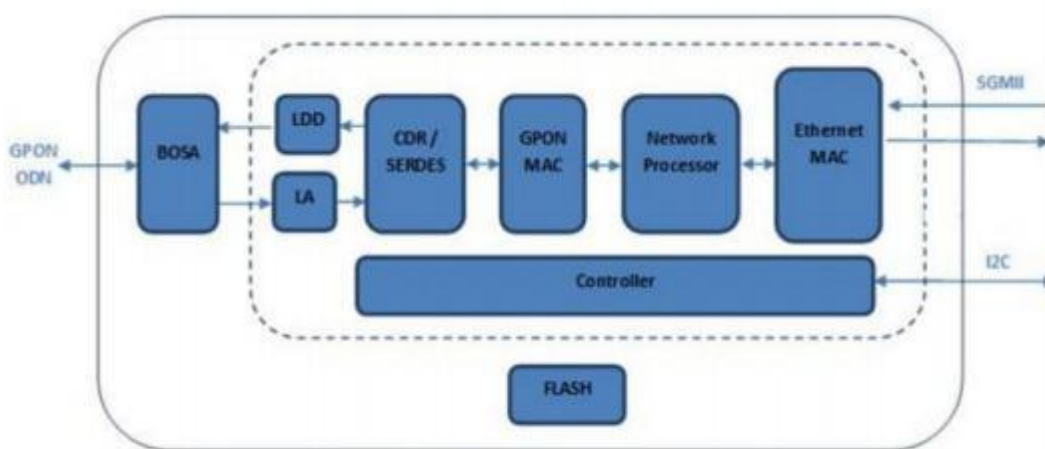 GPON
ODN
BOSA
LDD
LA
CDR /
SERDES
GPON
MAC
Network
Processor
Ethernet
MAC
SGMII
Controller
I2C
FLASH